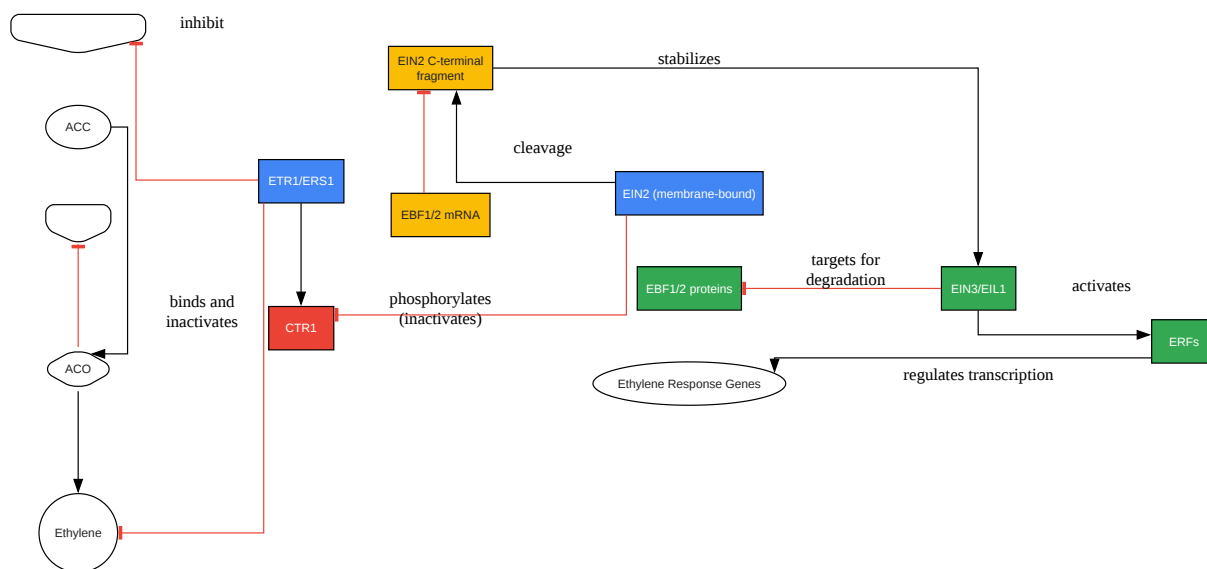 inhibit
EIN2 C-terminal
fragment
stabilizes
ACC
cleavage
ETR1/ERS1
EIN2 (membrane-bound)
EBF1/2 mRNA
targets for
degradation
EBF1/2 proteins
EIN3/EIL1
activates
binds and
inactivates
phosphorylates
(inactivates)
CTR1
ERFs
ACO
regulates transcription
Ethylene Response Genes
Ethylene